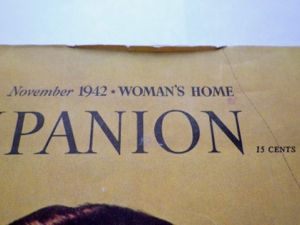 November 1942 • WOMAN'S HOME
PANION
15 CENTS